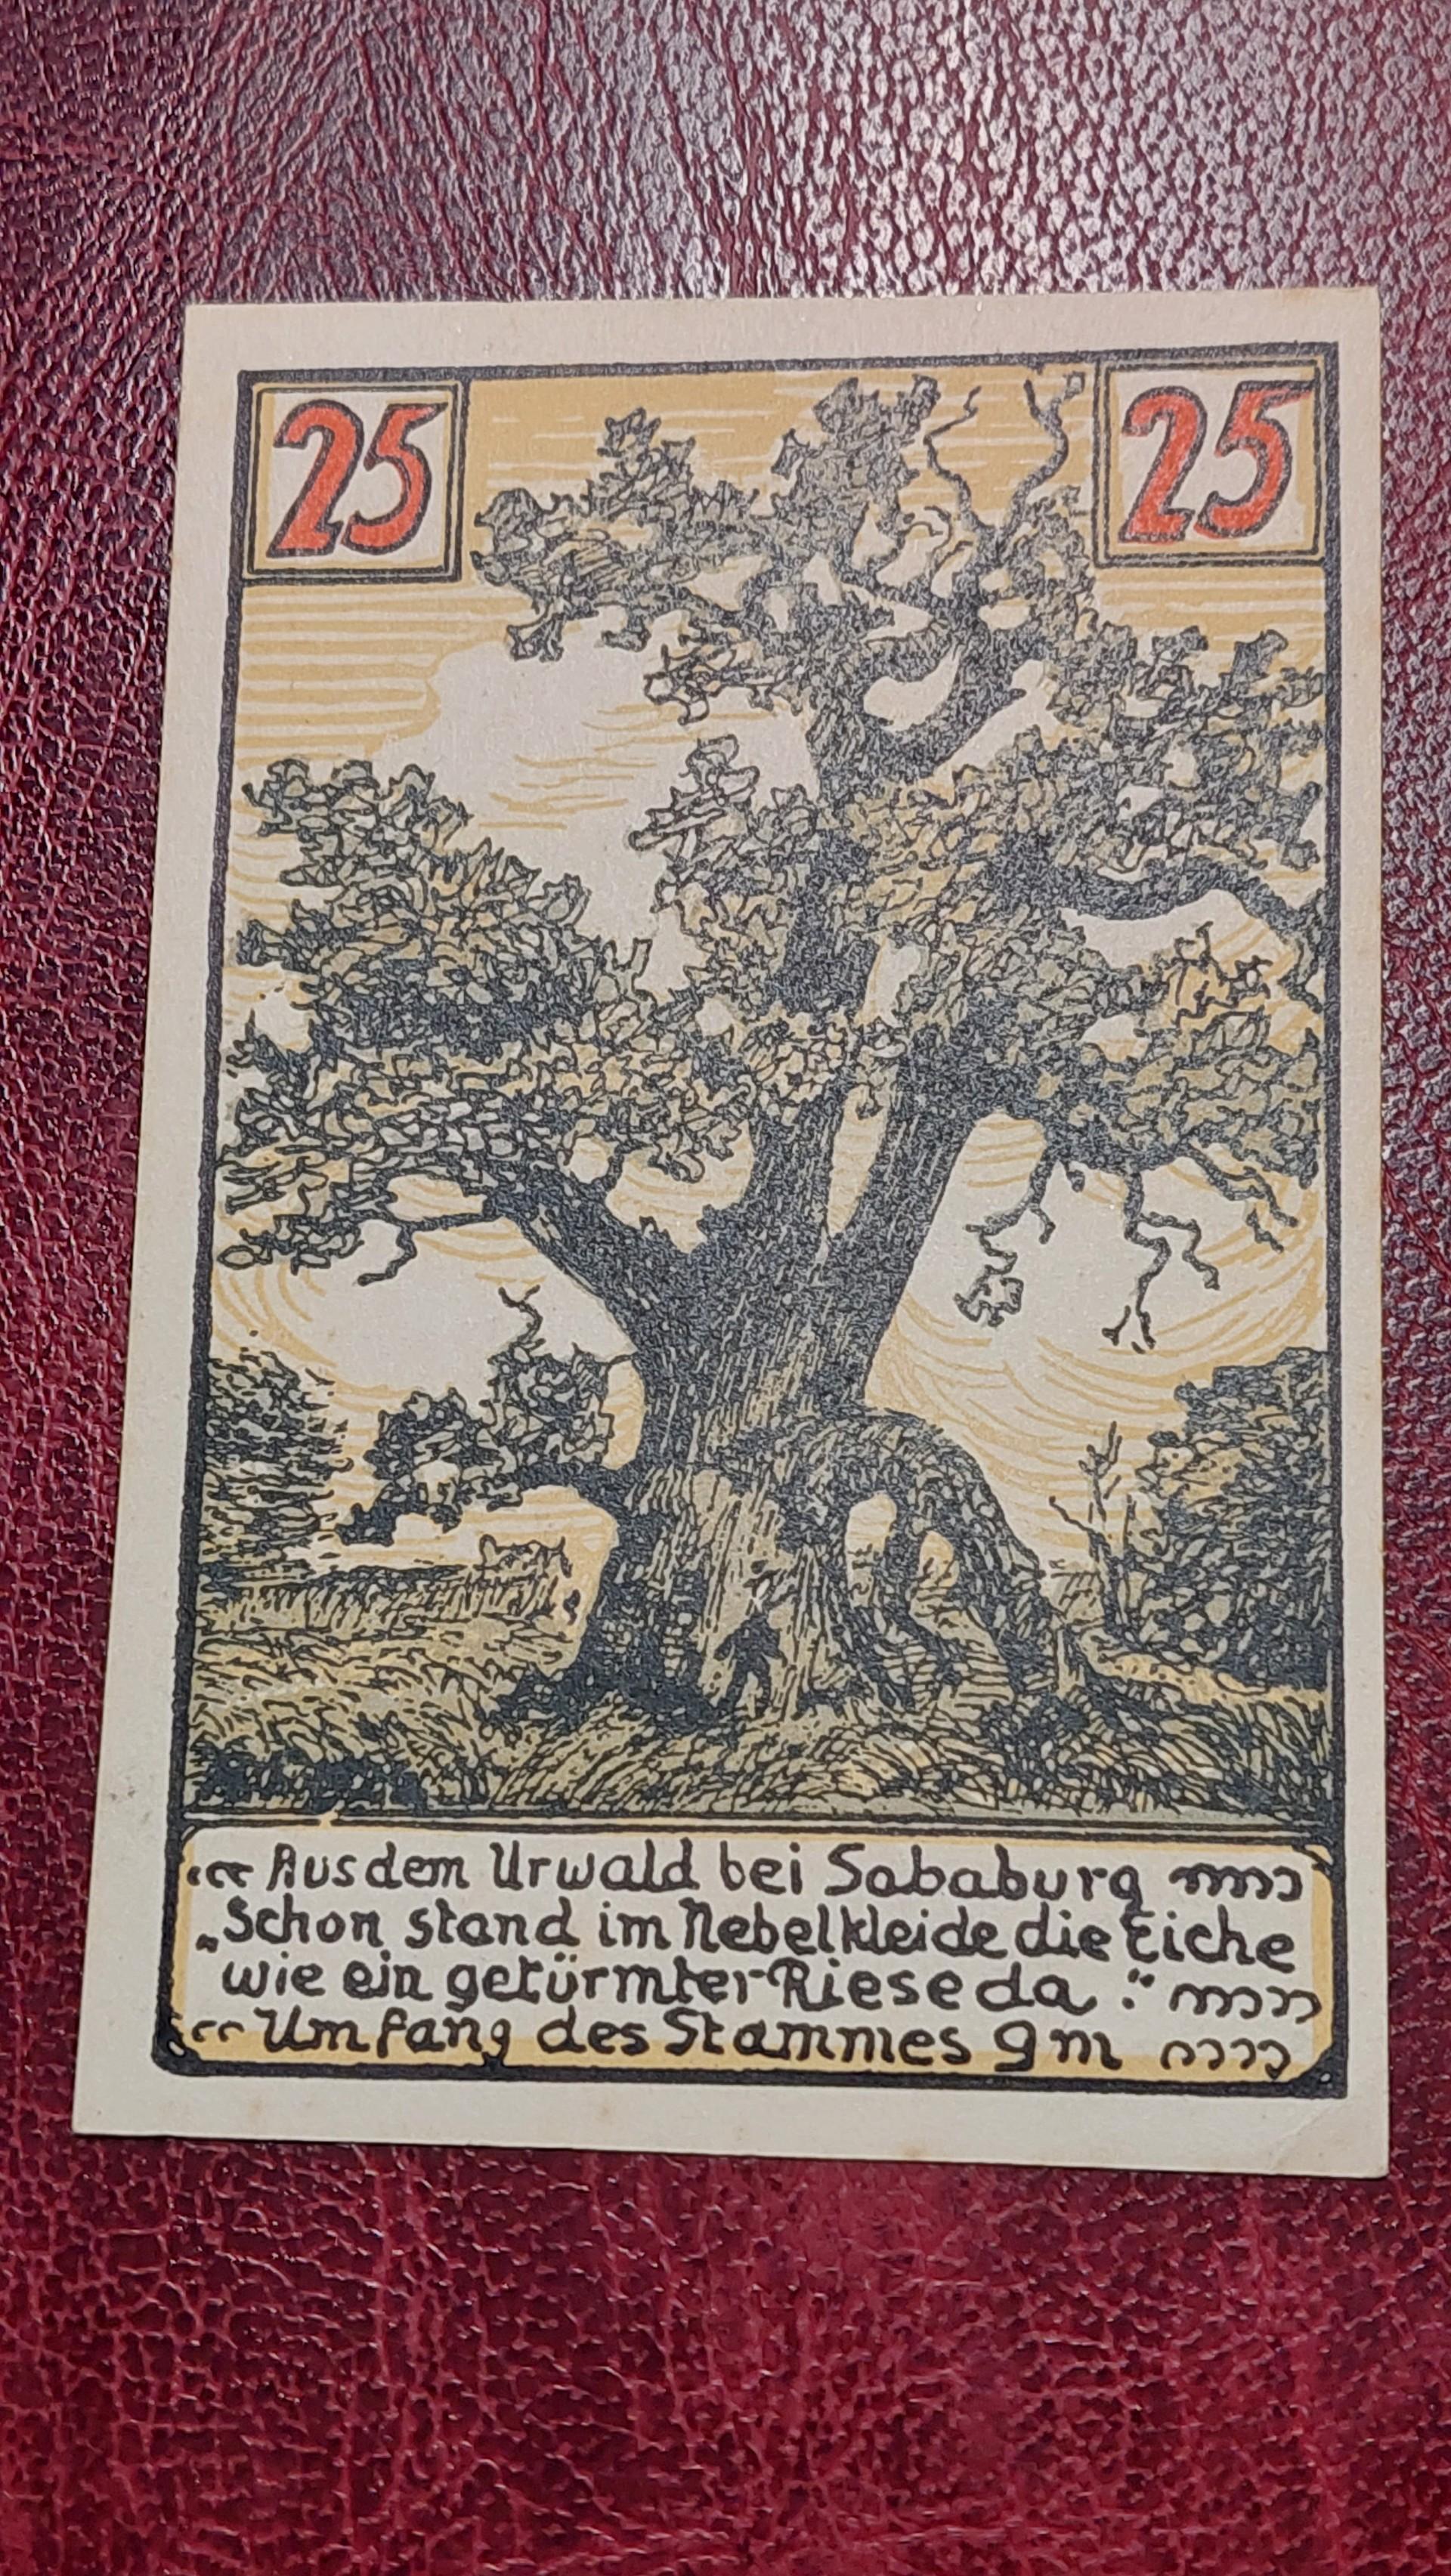 25 25
Aus dem Urwald bei Sababurg
„Schon stand im Nebelkleide die Eiche
wie ein getürmter Riese da."
Umfang des Stammes 9m